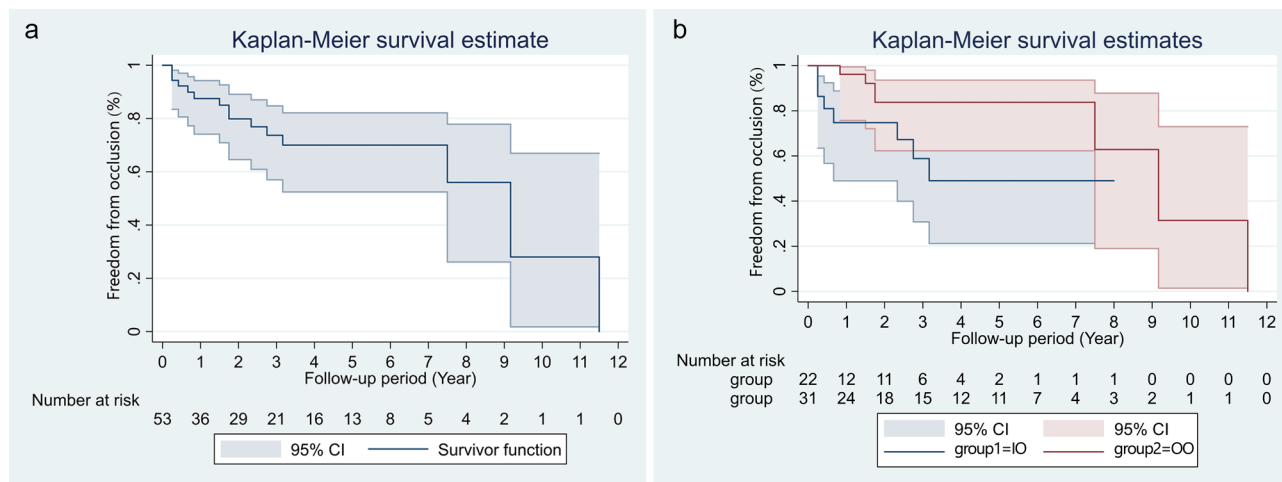 a
Kaplan-Meier survival estimate
Freedom from occlusion (%)
1
.8
.6
.4
.2
0
0 1 2 3 4 5 6 7 8 9 10 11 12
Follow-up period (Year)
Number at risk
53 36 29 21 16 13 8 5 4 2 1 1 0
95% CI Survivor function
b
Kaplan-Meier survival estimates
Freedom from occlusion (%)
1
.8
.6
.4
.2
0
0 1 2 3 4 5 6 7 8 9 10 11 12
Follow-up period (Year)
Number at risk
group 22 12 11 6 4 2 1 1 1 0 0 0 0
group 31 24 18 15 12 11 7 4 3 2 1 1 0
95% CI 95% CI
group1=IO group2=OO